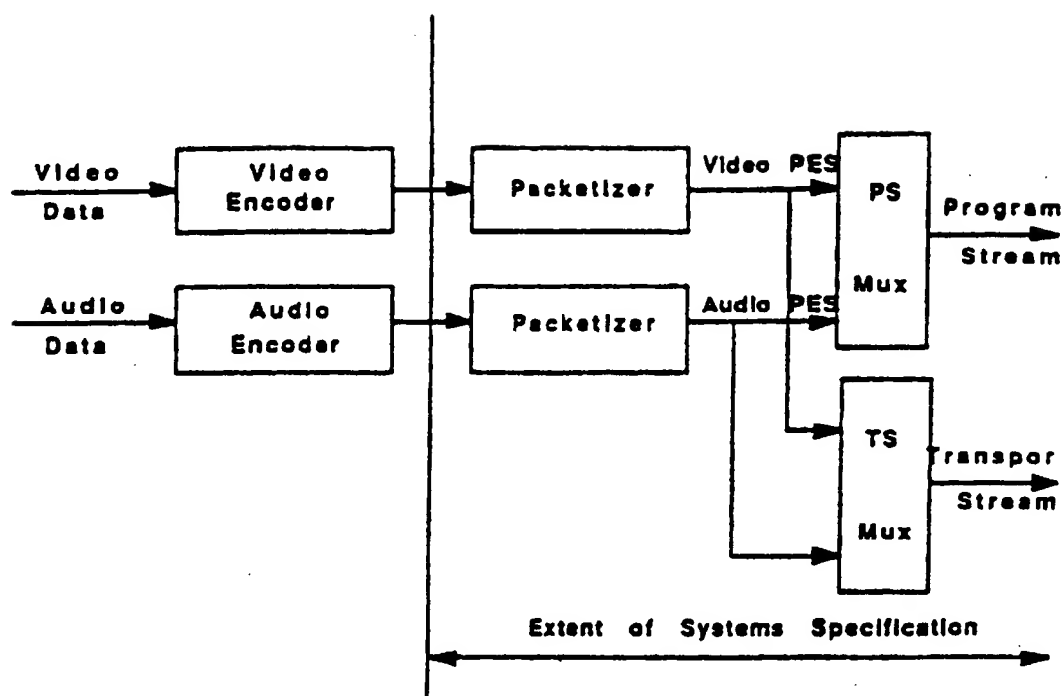 Video
Data
Video
Encoder
Packetizer
Video PES
PS
Mux
Program
Stream
Audio
Data
Audio
Encoder
Packetizer
Audio PES
TS
Mux
Transpor
Stream
Extent of Systems Specification